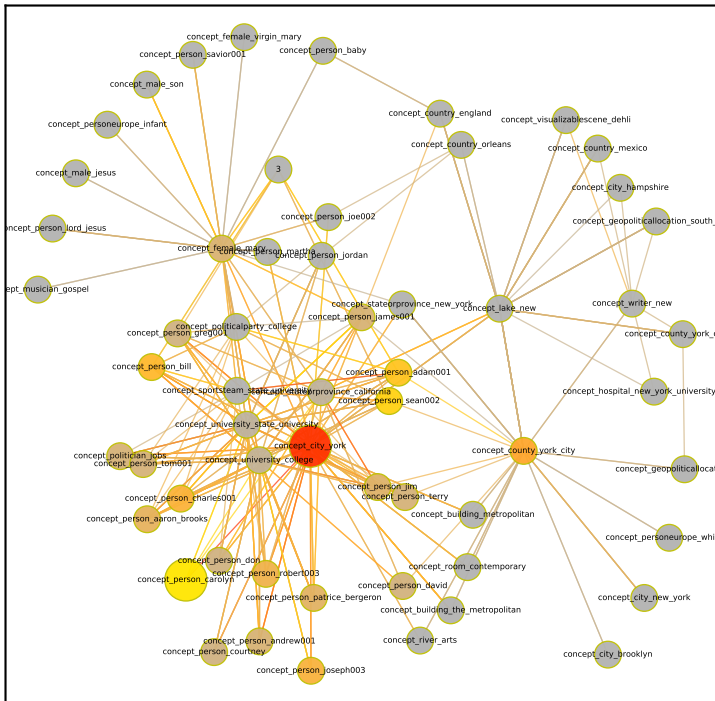 concept_female_virgin_mary
concept_person_savior001
concept_person_baby
concept_male_son
concept_country_england
concept_visualizablescene_dehli
concept_personeurope_infant
concept_country_orleans
concept_country_mexico
3
concept_male_jesus
concept_city_hampshire
concept_person_joe002
concept_geopoliticallocation_south_
concept_person_lord_jesus
concept_female_mary
concept_person_martha
concept_person_jordan
cept_musician_gospel
concept_stateorprovince_new_york
concept_lake_new
concept_writer_new
concept_person_james001
concept_politicalparty_college
concept_person_greg001
concept_county_york_c
concept_person_bill
concept_person_adam001
concept_sportsteam_state_university
concept_stateorprovince_california
concept_hospital_new_york_university
concept_person_sean002
concept_university_state_university
concept_city_york
concept_county_york_city
concept_politician_jobs
concept_person_tom001
concept_university_college
concept_geopoliticallocat
concept_person_jim
concept_person_terry
concept_person_charles001
concept_person_aaron_brooks
concept_building_metropolitan
concept_personeurope_whi
concept_person_don
concept_room_contemporary
concept_person_carolyn
concept_person_robert003
concept_person_david
concept_person_patrice_bergeron
concept_city_new_york
concept_building_the_metropolitan
concept_person_andrew001
concept_river_arts
concept_person_courtney
concept_city_brooklyn
concept_person_joseph003